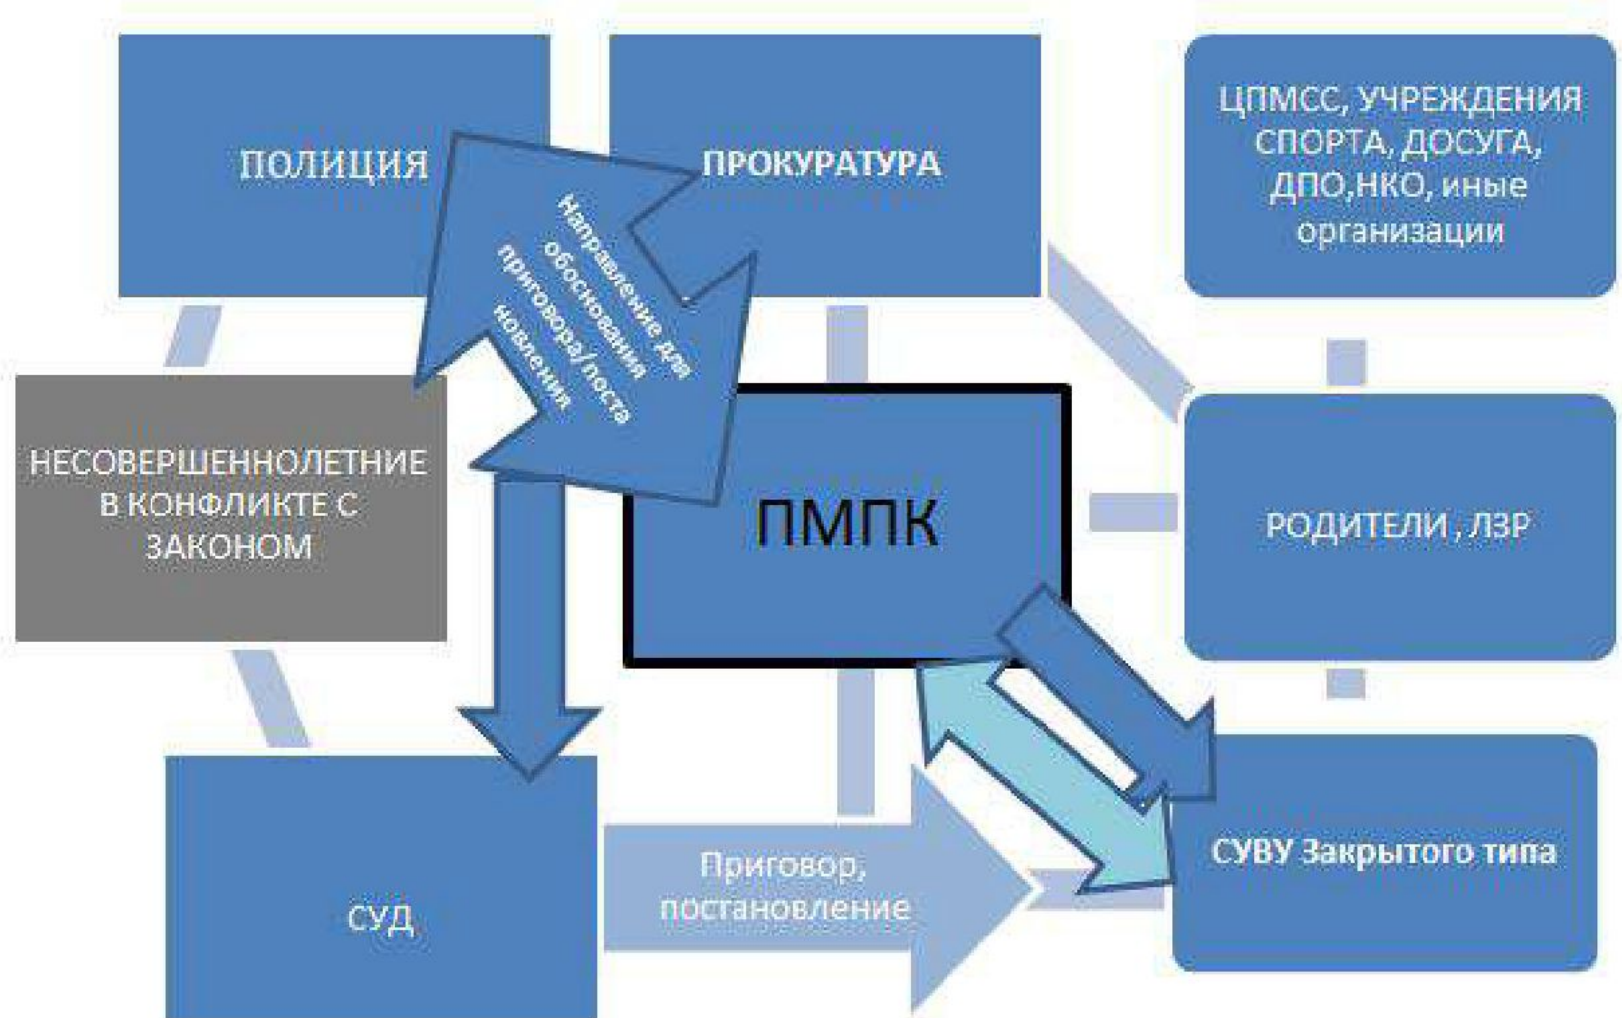 ПОЛИЦИЯ
ПРОКУРАТУРА
ЦПМСС, УЧРЕЖДЕНИЯ
СПОРТА, ДОСУГА,
ДПО,НКО, иные
организации
Направление для
обоснования
приговора/поста
новления
НЕСОВЕРШЕННОЛЕТНИЕ
В КОНФЛИКТЕ С
ЗАКОНОМ
ПМПК
РОДИТЕЛИ , ЛЗР
СУД
Приговор,
постановление
СУВУ Закрытого типа